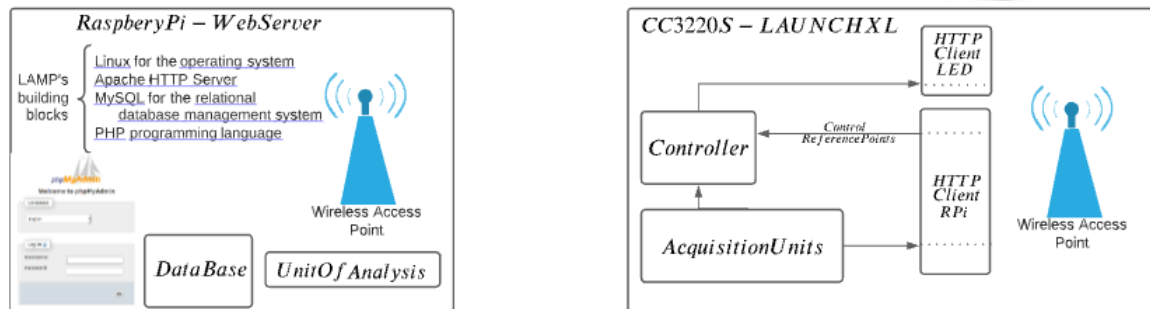 RaspberyPi – WebServer
LAMP's
building
blocks
Linux for the operating system
Apache HTTP Server
MySQL for the relational
database management system
PHP programming language
phpMyAdmin
Welcome to phpMyAdmin
Wireless Access
Point
DataBase
UnitOfAnalysis
CC3220S – LAUNCHXL
HTTP
Client
LED
Controller
Control
ReferencePoints
HTTP
Client
RPi
AcquisitionUnits
Wireless Access
Point